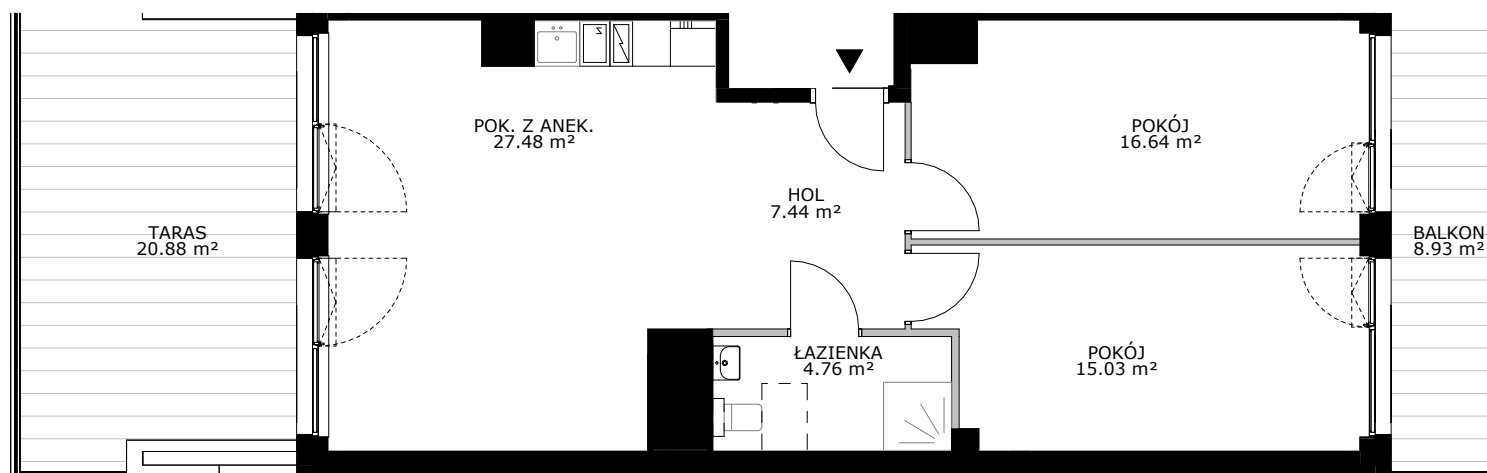 POK. Z ANEK.
27.48 m²
POKÓJ
16.64 m²
HOL
7.44 m²
TARAS
20.88 m²
BALKON
8.93 m²
ŁAZIENKA
4.76 m²
POKÓJ
15.03 m²